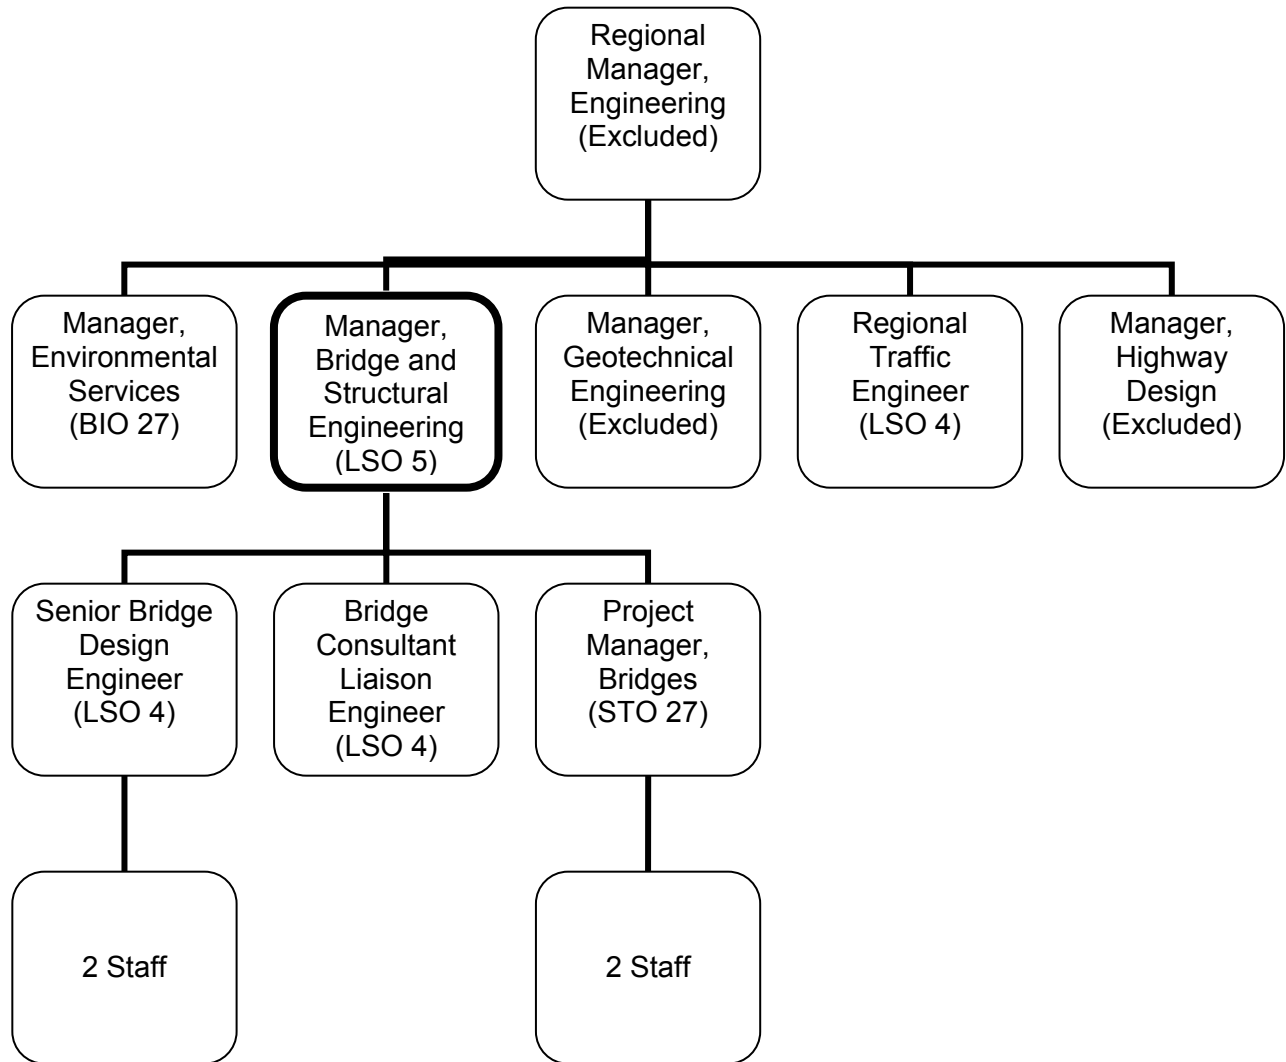 Regional
Manager,
Engineering
(Excluded)
Manager,
Environmental
Services
(BIO 27)
Manager,
Bridge and
Structural
Engineering
(LSO 5)
Manager,
Geotechnical
Engineering
(Excluded)
Regional
Traffic
Engineer
(LSO 4)
Manager,
Highway
Design
(Excluded)
Senior Bridge
Design
Engineer
(LSO 4)
Bridge
Consultant
Liaison
Engineer
(LSO 4)
Project
Manager,
Bridges
(STO 27)
2 Staff
2 Staff